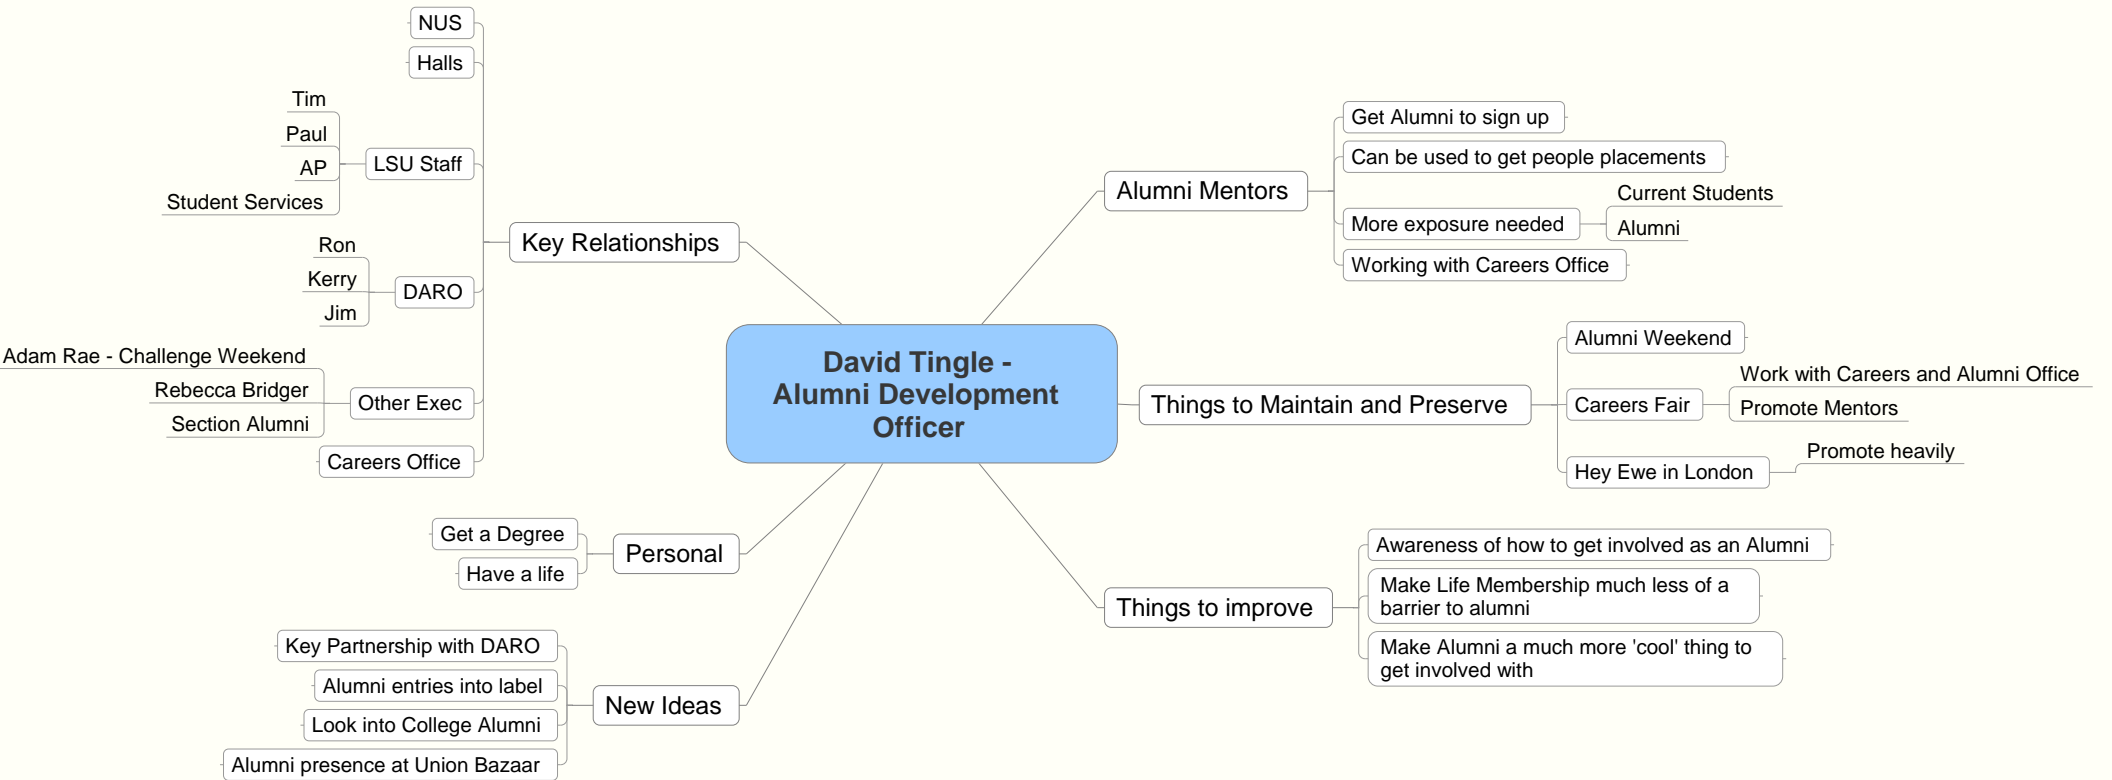 David Tingle -
Alumni Development
Officer
Alumni Mentors
Get Alumni to sign up
Can be used to get people placements
More exposure needed
Current Students
Alumni
Working with Careers Office
Things to Maintain and Preserve
Alumni Weekend
Careers Fair
Work with Careers and Alumni Office
Promote Mentors
Hey Ewe in London
Promote heavily
Things to improve
Awareness of how to get involved as an Alumni
Make Life Membership much less of a
barrier to alumni
Make Alumni a much more 'cool' thing to
get involved with
Key Relationships
NUS
Halls
LSU Staff
Tim
Paul
AP
Student Services
DARO
Ron
Kerry
Jim
Other Exec
Adam Rae - Challenge Weekend
Rebecca Bridger
Section Alumni
Careers Office
Personal
Get a Degree
Have a life
New Ideas
Key Partnership with DARO
Alumni entries into label
Look into College Alumni
Alumni presence at Union Bazaar